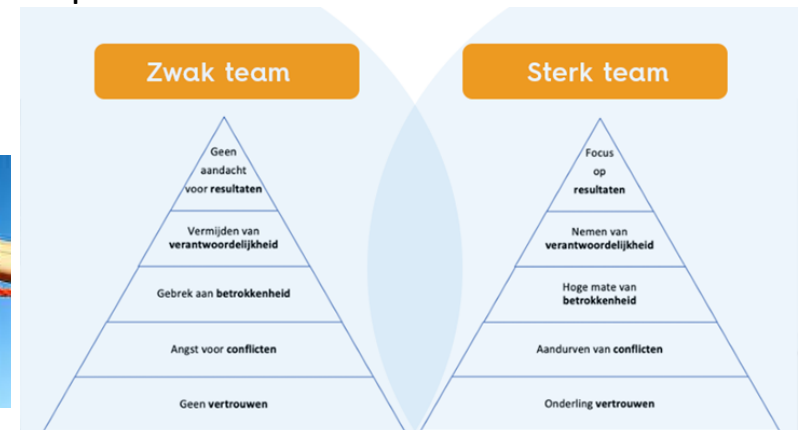 Zwak team
Geen
aandacht
voor resultaten
Vermijden van
verantwoordelijkheid
Gebrek aan betrokkenheid
Angst voor conflicten
Geen vertrouwen
Sterk team
Focus
op
resultaten
Nemen van
verantwoordelijkheid
Hoge mate van
betrokkenheid
Aandurven van conflicten
Onderling vertrouwen